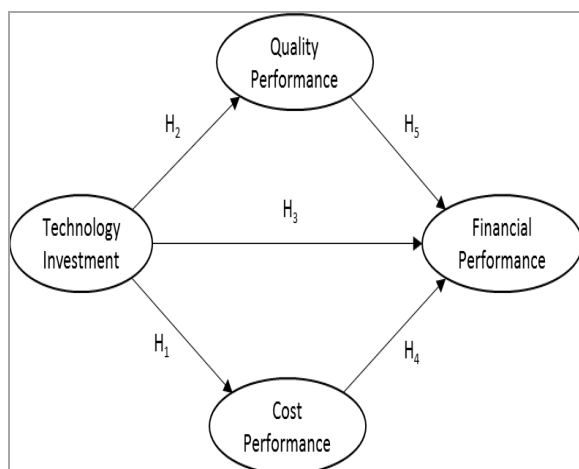 Quality
Performance
H₂
H₅
Technology
Investment
H₃
Financial
Performance
H₁
H₄
Cost
Performance